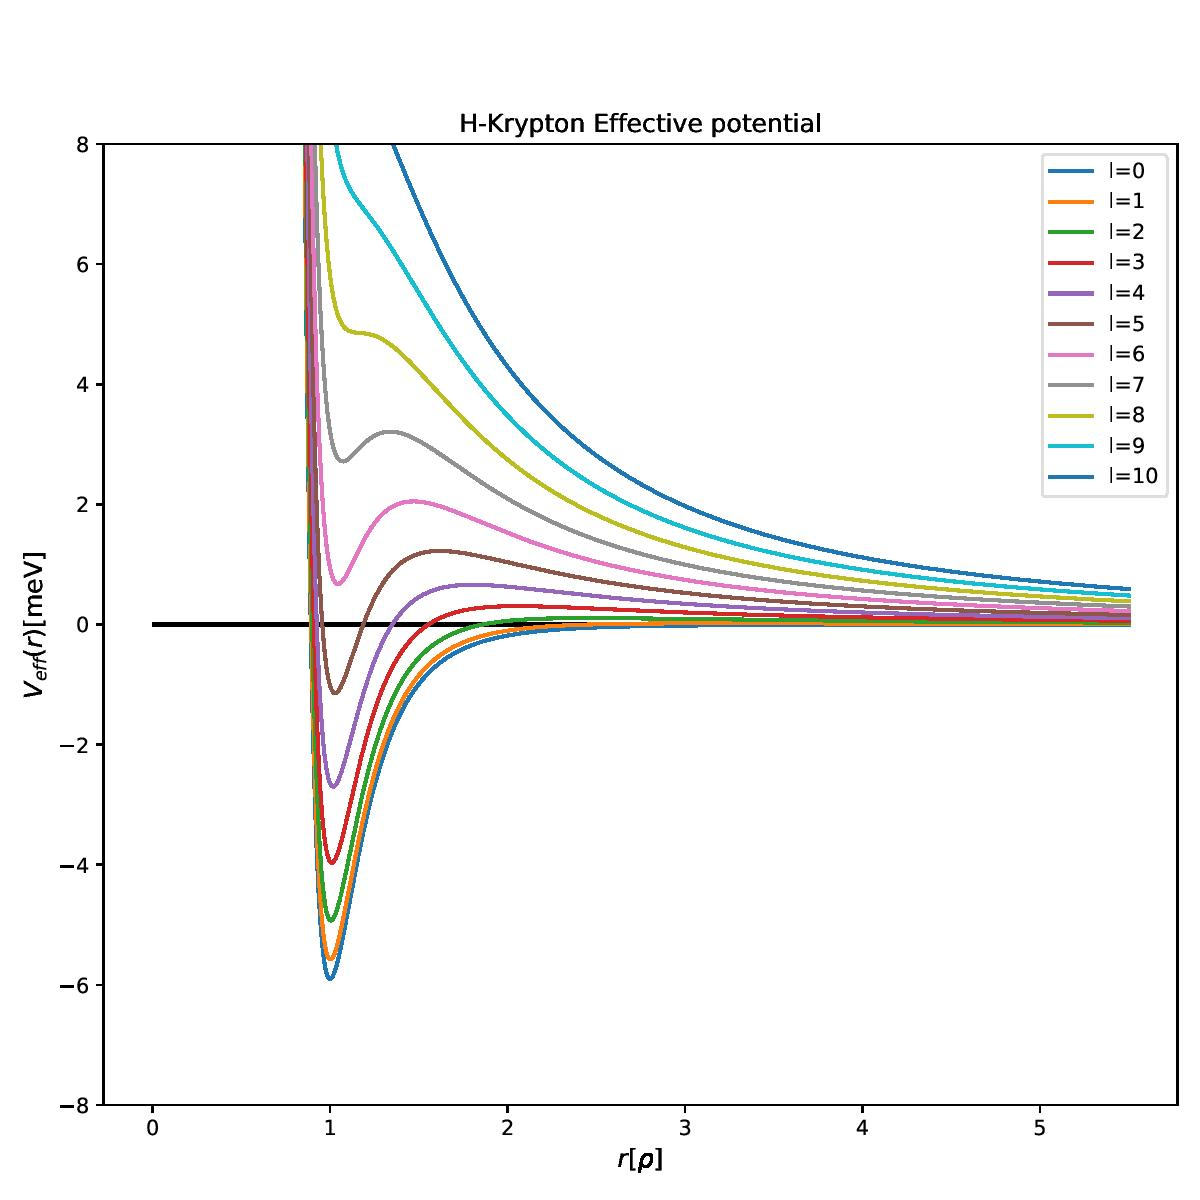 H-Krypton Effective potential
8
6
4
2
0
−2
−4
−6
−8
V_eff(r)[meV]
l=0
l=1
l=2
l=3
l=4
l=5
l=6
l=7
l=8
l=9
l=10
0 1 2 3 4 5
r[ρ]